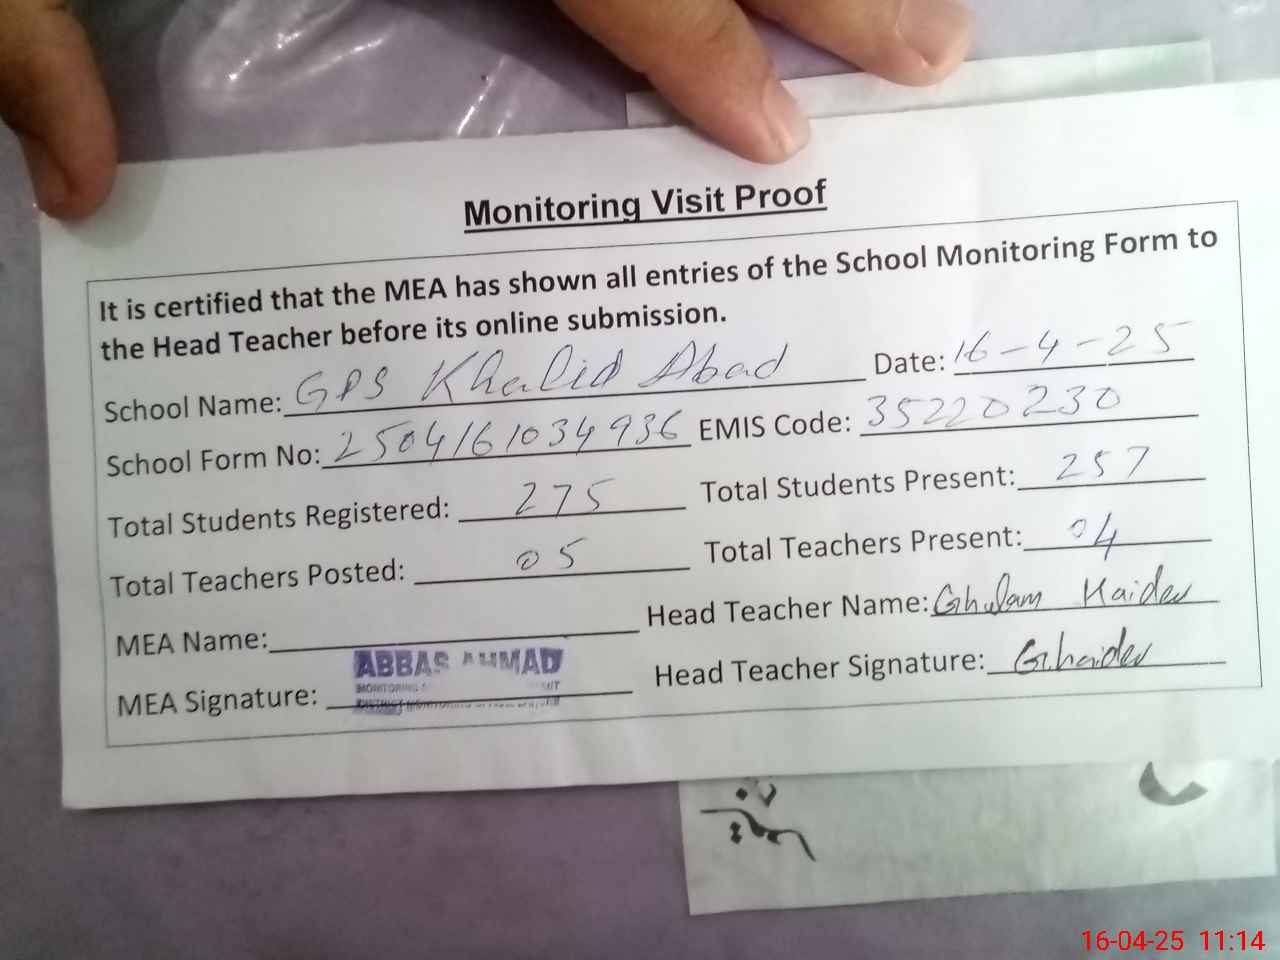 Monitoring Visit Proof
It is certified that the MEA has shown all entries of the School Monitoring Form to
the Head Teacher before its online submission.
School Name: GPS Khalid Abad Date: 16-4-25
School Form No: 2504161034936 EMIS Code: 35220230
Total Students Registered: 275 Total Students Present: 257
Total Teachers Posted: 05 Total Teachers Present: 04
MEA Name: Head Teacher Name: Ghulam Haider
ABBAS AHMAD
MONITORING
MEA Signature: Head Teacher Signature: G.haider
DISTRICT MONITORING
16-04-25 11:14